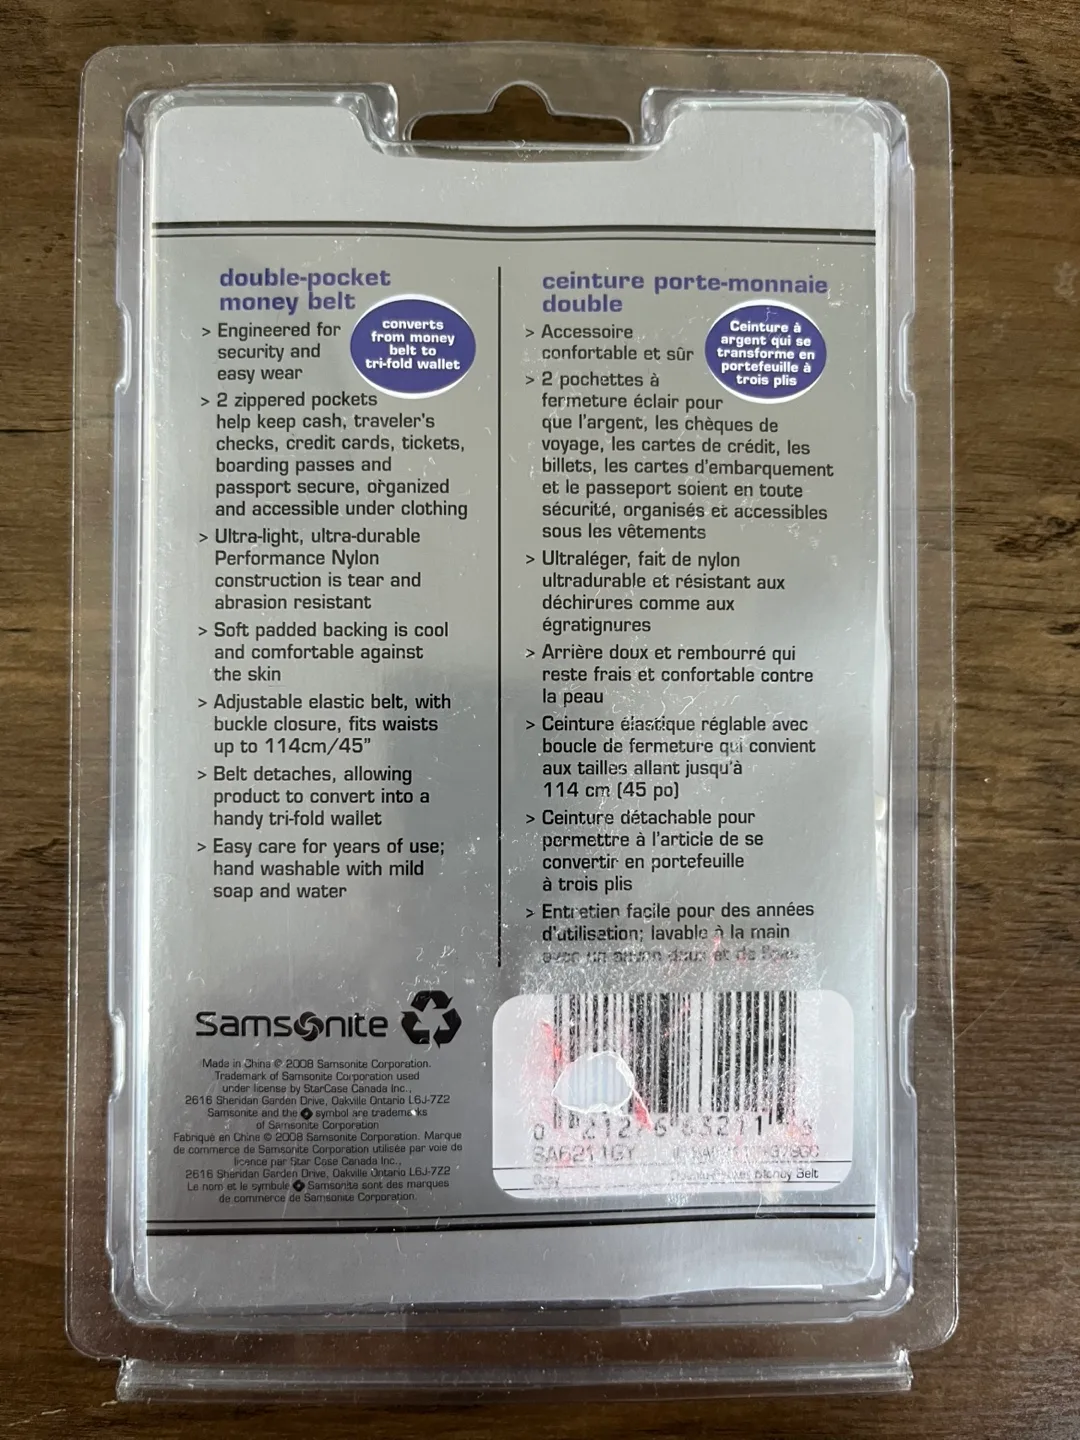 double-pocket
money belt
converts
from money
belt to
tri-fold wallet
> Engineered for
security and
easy wear
> 2 zippered pockets
help keep cash, traveler's
checks, credit cards, tickets,
boarding passes and
passport secure, organized
and accessible under clothing
> Ultra-light, ultra-durable
Performance Nylon
construction is tear and
abrasion resistant
> Soft padded backing is cool
and comfortable against
the skin
> Adjustable elastic belt, with
buckle closure, fits waists
up to 114cm/45"
> Belt detaches, allowing
product to convert into a
handy tri-fold wallet
> Easy care for years of use;
hand washable with mild
soap and water
ceinture porte-monnaie
double
Ceinture à
argent qui se
transforme en
portefeuille à
trois plis
> Accessoire
confortable et sûr
> 2 pochettes à
fermeture éclair pour
que l'argent, les chèques de
voyage, les cartes de crédit, les
billets, les cartes d'embarquement
et le passeport soient en toute
sécurité, organisés et accessibles
sous les vêtements
> Ultraléger, fait de nylon
ultradurable et résistant aux
déchirures comme aux
égratignures
> Arrière doux et rembourré qui
reste frais et confortable contre
la peau
> Ceinture élastique réglable avec
boucle de fermeture qui convient
aux tailles allant jusqu'à
114 cm (45 po)
> Ceinture détachable pour
permettre à l'article de se
convertir en portefeuille
à trois plis
> Entretien facile pour des années
d'utilisation; lavable à la main
avec un savon doux et de l'eau
Samsonite
Made in China © 2008 Samsonite Corporation.
Trademark of Samsonite Corporation used
under license by StarCase Canada Inc.,
2616 Sheridan Garden Drive, Oakville Ontario L6J-7Z2
Samsonite and the symbol are trademarks
of Samsonite Corporation
Fabriqué en Chine © 2008 Samsonite Corporation. Marque
de commerce de Samsonite Corporation utilisée par voie de
licence par Star Case Canada Inc.,
2616 Sheridan Garden Drive, Oakville Ontario L6J-7Z2
Le nom et le symbole Samsonite sont des marques
de commerce de Samsonite Corporation.
SA6211GY
Money Belt